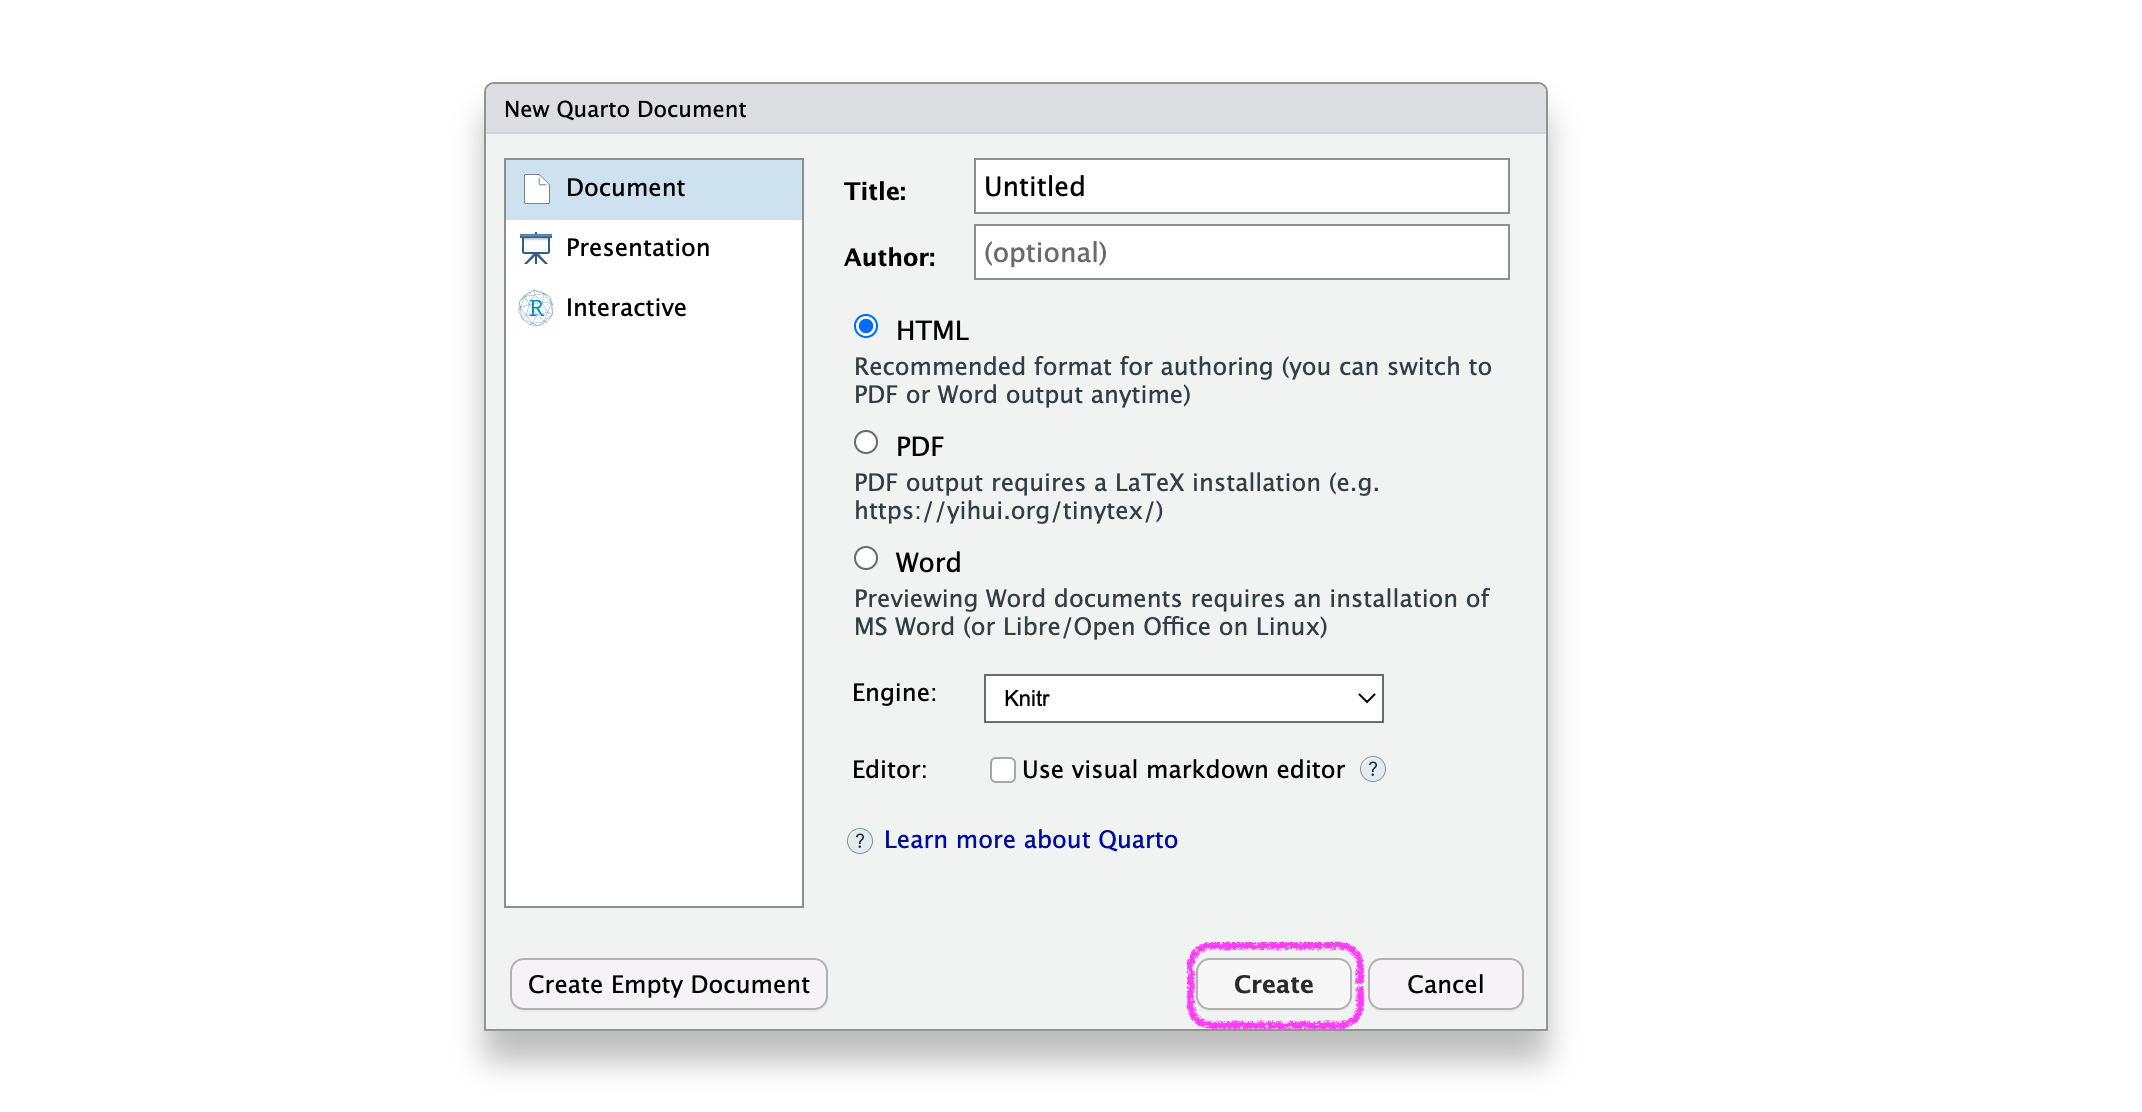 New Quarto Document
Document
Presentation
R Interactive
Title: Untitled
Author: (optional)
HTML
Recommended format for authoring (you can switch to
PDF or Word output anytime)
PDF
PDF output requires a LaTeX installation (e.g.
https://yihui.org/tinytex/)
Word
Previewing Word documents requires an installation of
MS Word (or Libre/Open Office on Linux)
Engine: Knitr
Editor: Use visual markdown editor ?
? Learn more about Quarto
Create Empty Document Create Cancel